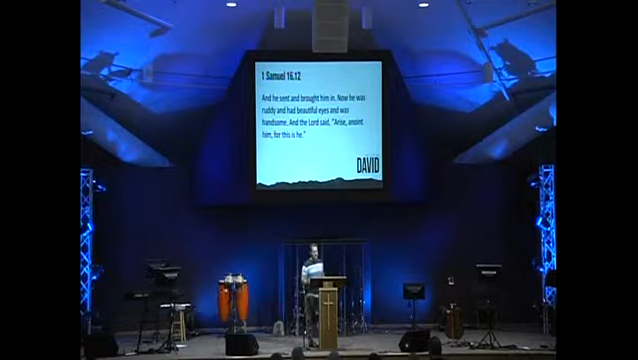 1 Samuel 16.12
And he sent and brought him in. Now he was
ruddy and had beautiful eyes and was
handsome. And the Lord said, "Arise, anoint
him, for this is he."
DAVID